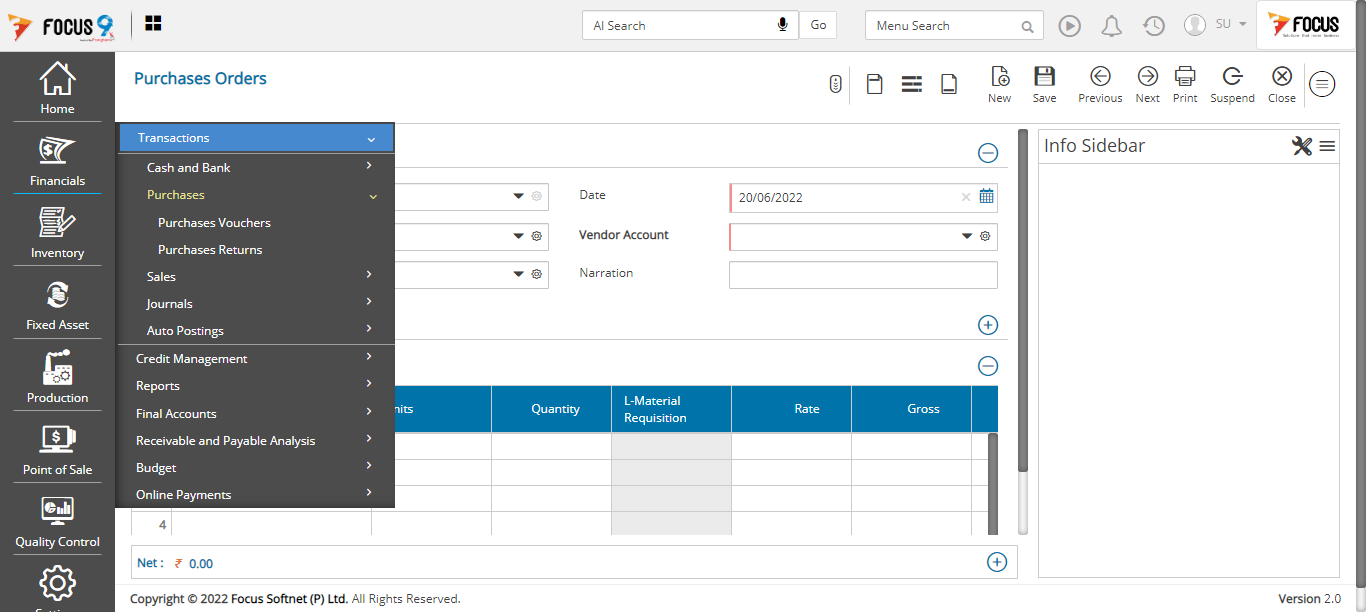 FOCUS 9
AI Search
Go
Menu Search
SU
FOCUS
Purchases Orders
New
Save
Previous
Next
Print
Suspend
Close
Home
Financials
Inventory
Fixed Asset
Production
Point of Sale
Quality Control
Transactions
Cash and Bank
Purchases
Purchases Vouchers
Purchases Returns
Sales
Journals
Auto Postings
Credit Management
Reports
Final Accounts
Receivable and Payable Analysis
Budget
Online Payments
Date
20/06/2022
Vendor Account
Narration
Info Sidebar
Quantity
L-Material
Requisition
Rate
Gross
4
Net : ₹ 0.00
Copyright © 2022 Focus Softnet (P) Ltd. All Rights Reserved.
Version 2.0